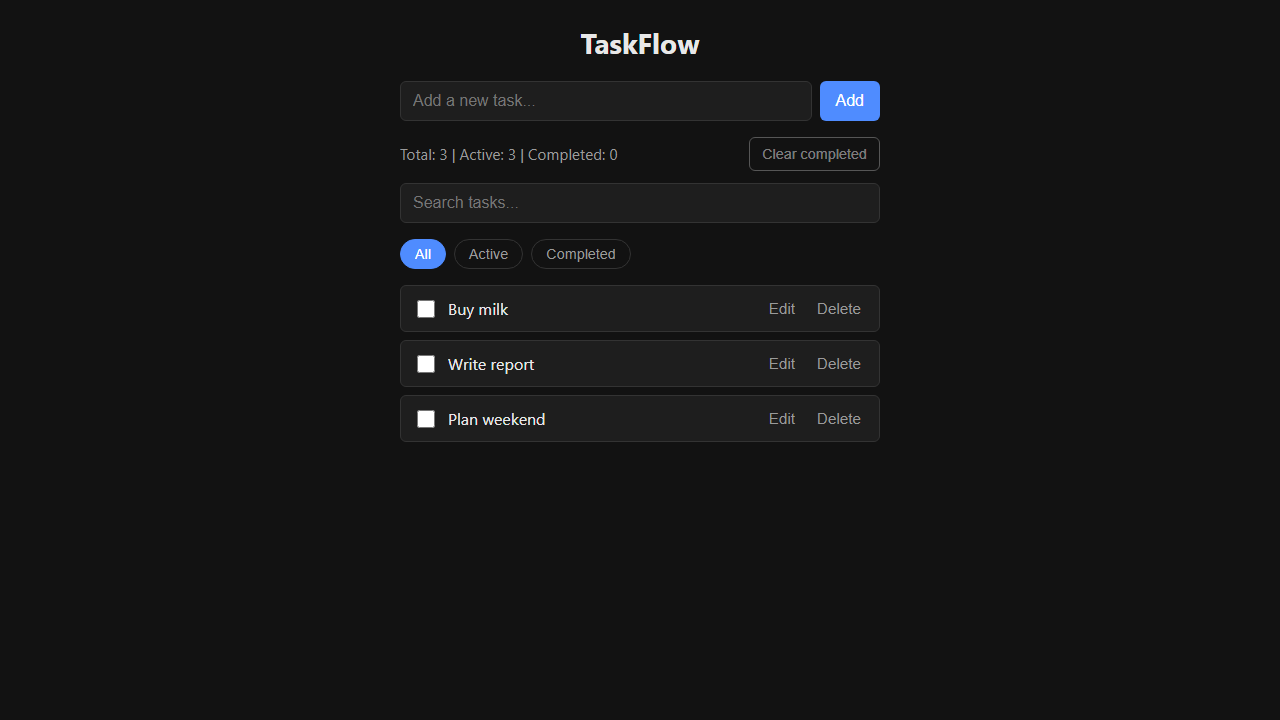 TaskFlow
Add a new task...
Add
Total: 3 | Active: 3 | Completed: 0
Clear completed
Search tasks...
All
Active
Completed
Buy milk
Edit
Delete
Write report
Edit
Delete
Plan weekend
Edit
Delete